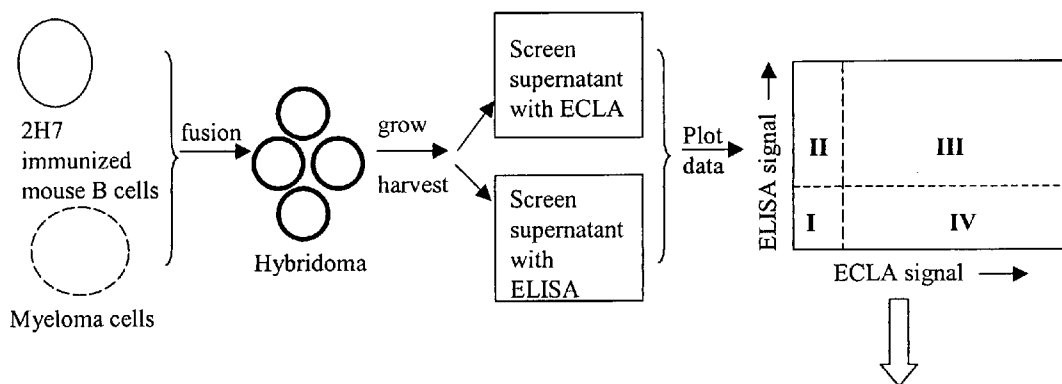 2H7
immunized
mouse B cells
Myeloma cells
fusion
Hybridoma
grow
harvest
Screen
supernatant
with ECLA
Screen
supernatant
with
ELISA
Plot
data
ELISA signal
II
III
I
IV
ECLA signal